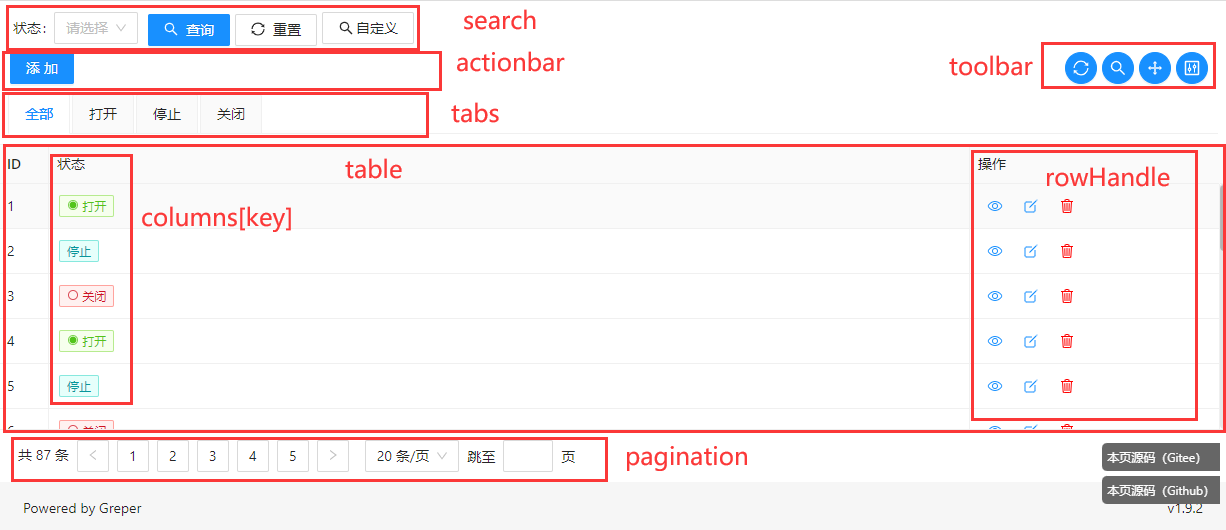 状态： 请选择 查询 重置 自定义 search
添 加 actionbar toolbar
全部 打开 停止 关闭 tabs
ID 状态 table 操作 rowHandle
1 打开 columns[key]
2 停止
3 关闭
4 打开
5 停止
6 关闭
共 87 条 < 1 2 3 4 5 > 20 条/页 跳至 页 pagination
本页源码（Gitee）
本页源码（Github）
Powered by Greper v1.9.2